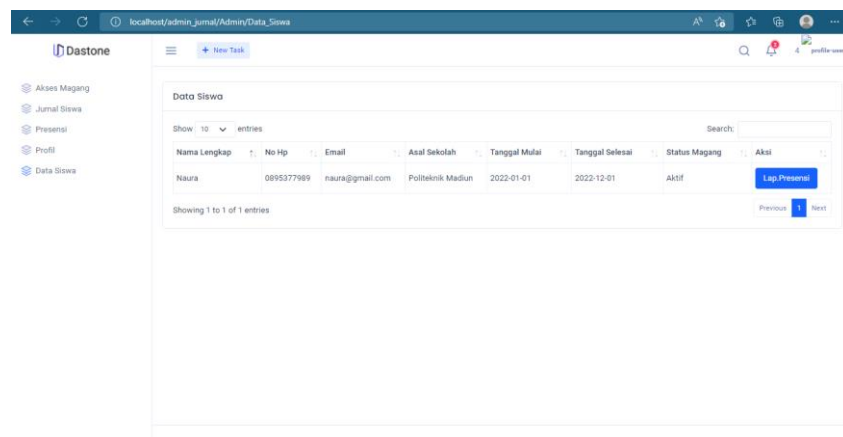 localhost/admin_jurnal/Admin/Data_Siswa
Dastone
+ New Task
3
4
Akses Magang
Jurnal Siswa
Presensi
Profil
Data Siswa
Data Siswa
Show 10 entries
Search:
Nama Lengkap No Hp Email Asal Sekolah Tanggal Mulai Tanggal Selesai Status Magang Aksi
Naura 0895377989 naura@gmail.com Politeknik Madiun 2022-01-01 2022-12-01 Aktif Lap.Presensi
Showing 1 to 1 of 1 entries
Previous 1 Next